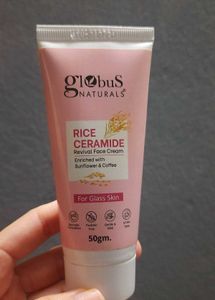 globus
NATURALS
RICE
CERAMIDE
Revival Face Cream
Enriched with
Sunflower & Coffee
For Glass Skin
50gm.